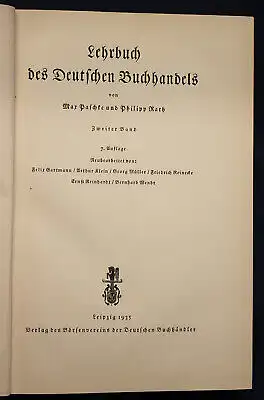 Lehrbuch
des Deutschen Buchhandels
von
Max Paschke und Philipp Rath
Zweiter Band
7. Auflage
Neubearbeitet von:
Felix Gartmann / Arthur Klein / Georg Müller / Friedrich Reinecke
Ernst Reinhardt / Bernhard Wendt
Leipzig 1935
Verlag des Börsenvereins der Deutschen Buchhändler